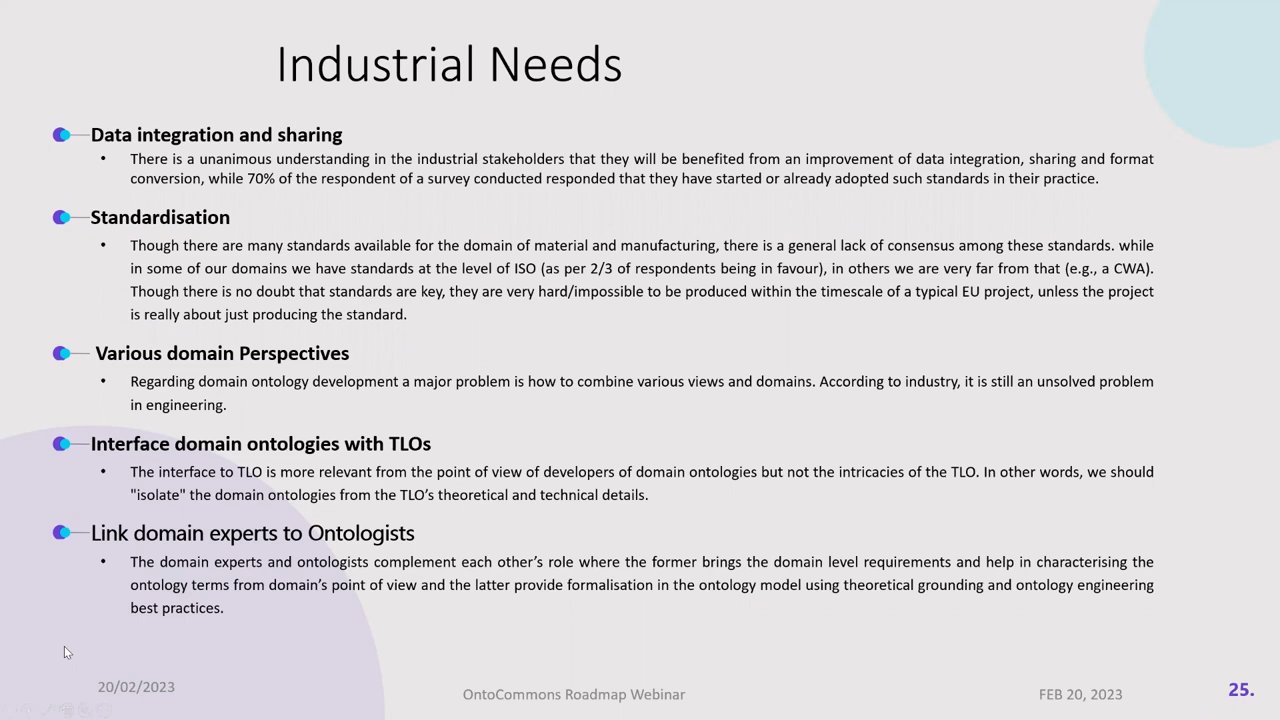 Industrial Needs
Data integration and sharing
• There is a unanimous understanding in the industrial stakeholders that they will be benefited from an improvement of data integration, sharing and format
conversion, while 70% of the respondent of a survey conducted responded that they have started or already adopted such standards in their practice.
Standardisation
• Though there are many standards available for the domain of material and manufacturing, there is a general lack of consensus among these standards. while
in some of our domains we have standards at the level of ISO (as per 2/3 of respondents being in favour), in others we are very far from that (e.g., a CWA).
Though there is no doubt that standards are key, they are very hard/impossible to be produced within the timescale of a typical EU project, unless the project
is really about just producing the standard.
Various domain Perspectives
• Regarding domain ontology development a major problem is how to combine various views and domains. According to industry, it is still an unsolved problem
in engineering.
Interface domain ontologies with TLOs
• The interface to TLO is more relevant from the point of view of developers of domain ontologies but not the intricacies of the TLO. In other words, we should
"isolate" the domain ontologies from the TLO’s theoretical and technical details.
Link domain experts to Ontologists
• The domain experts and ontologists complement each other’s role where the former brings the domain level requirements and help in characterising the
ontology terms from domain’s point of view and the latter provide formalisation in the ontology model using theoretical grounding and ontology engineering
best practices.
20/02/2023
OntoCommons Roadmap Webinar
FEB 20, 2023
25.